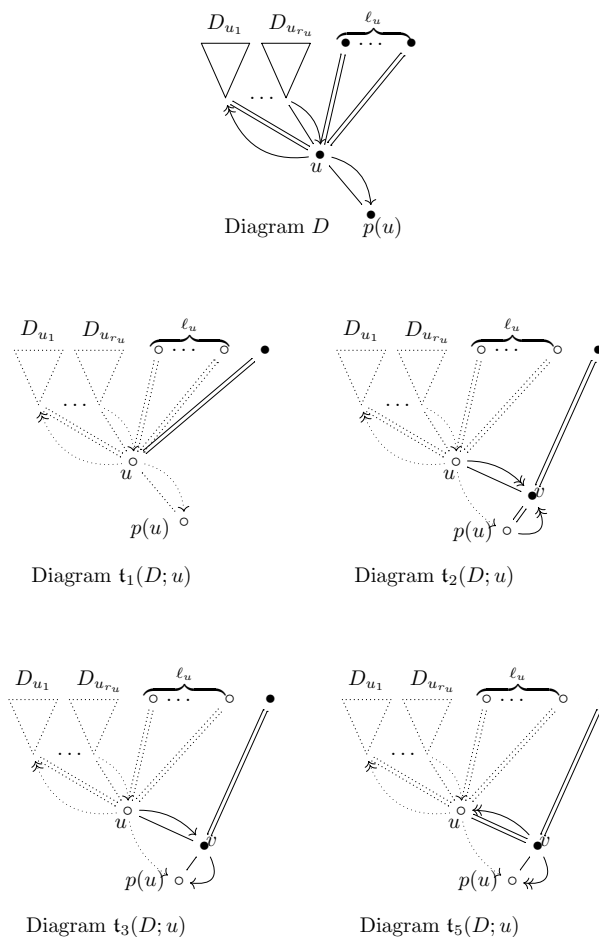 D_{u_1} D_{u_{r_u}} ℓ_u
· · · · · ·
u
Diagram D p(u)
D_{u_1} D_{u_{r_u}} ℓ_u
· · · · · ·
u
p(u)
Diagram 𝔱_1(D; u)
D_{u_1} D_{u_{r_u}} ℓ_u
· · · · · ·
u
v
p(u)
Diagram 𝔱_2(D; u)
D_{u_1} D_{u_{r_u}} ℓ_u
· · · · · ·
u
v
p(u)
Diagram 𝔱_3(D; u)
D_{u_1} D_{u_{r_u}} ℓ_u
· · · · · ·
u
v
p(u)
Diagram 𝔱_5(D; u)